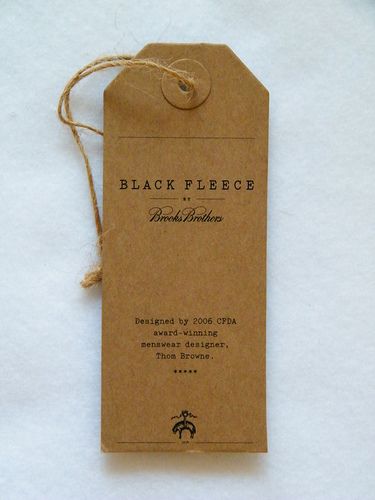 BLACK FLEECE
BY
Brooks Brothers
Designed by 2006 CFDA
award-winning
menswear designer,
Thom Browne.
*****